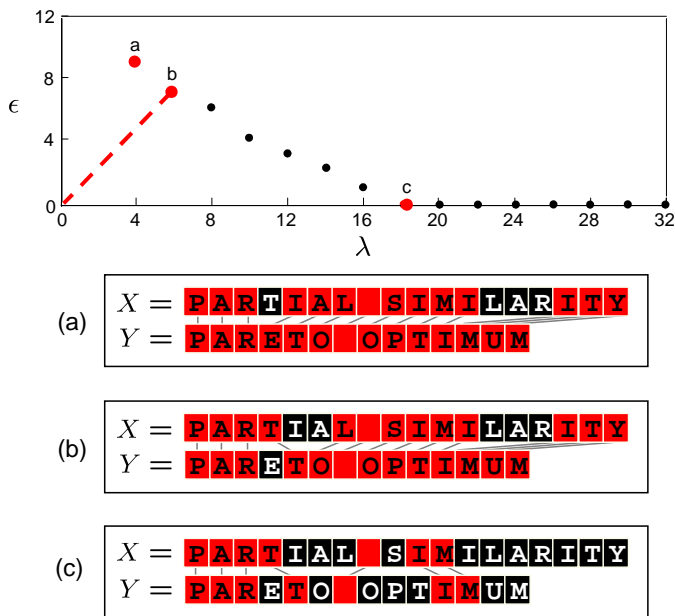 12
a
b
8
ϵ
4
c
0
0 4 8 12 16 20 24 28 32
λ
(a)
X = PARTIAL SIMILARITY
Y = PARETO OPTIMUM
(b)
X = PARTIAL SIMILARITY
Y = PARETO OPTIMUM
(c)
X = PARTIAL SIMILARITY
Y = PARETO OPTIMUM